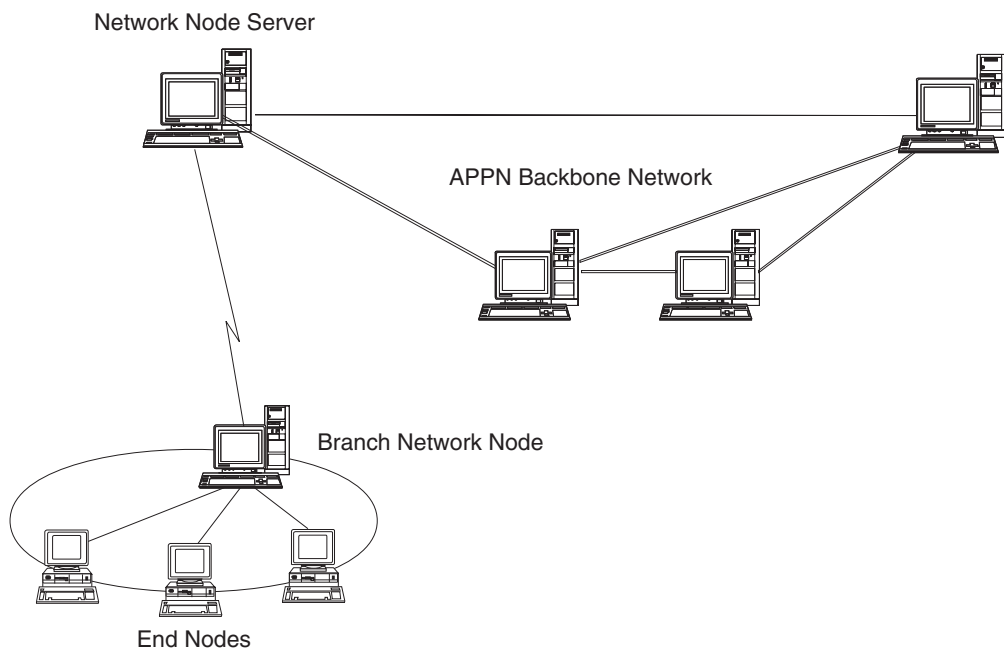 Network Node Server
APPN Backbone Network
Branch Network Node
End Nodes